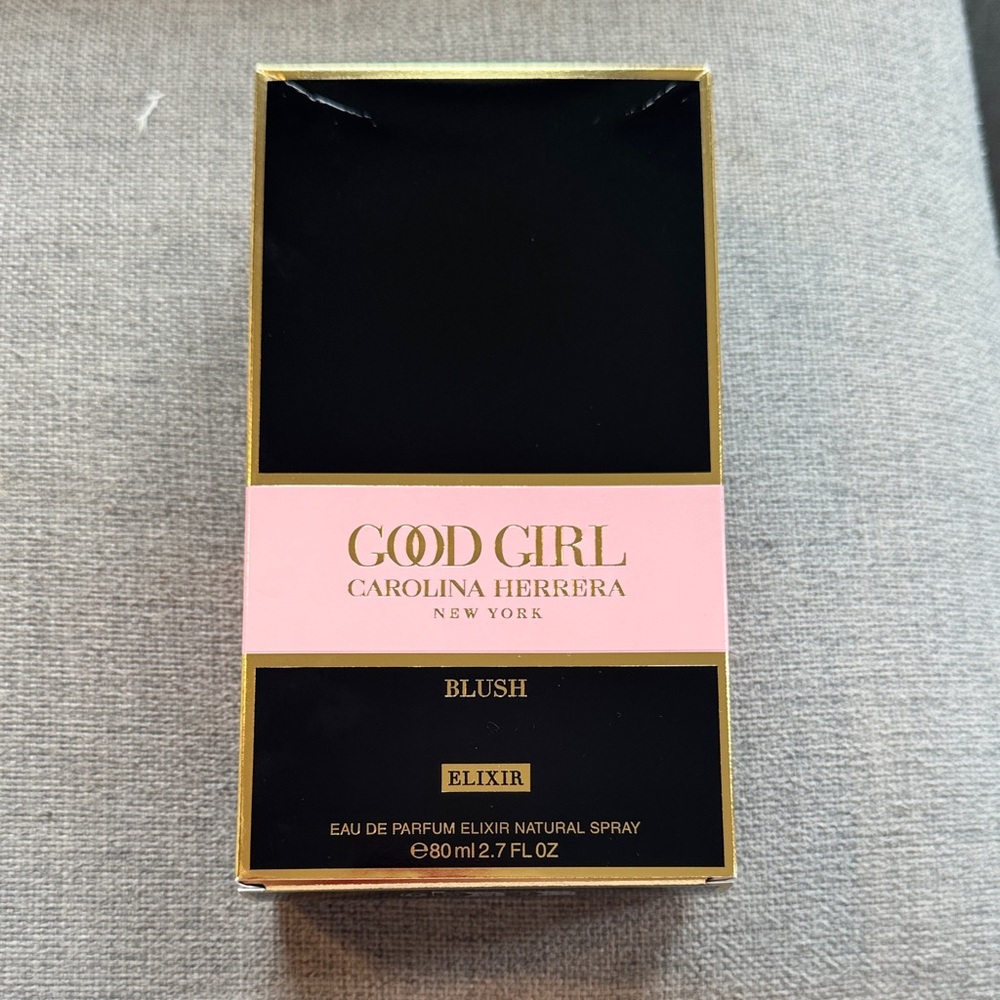 GOOD GIRL
CAROLINA HERRERA
NEW YORK
BLUSH
ELIXIR
EAU DE PARFUM ELIXIR NATURAL SPRAY
℮80 ml 2.7 FL OZ